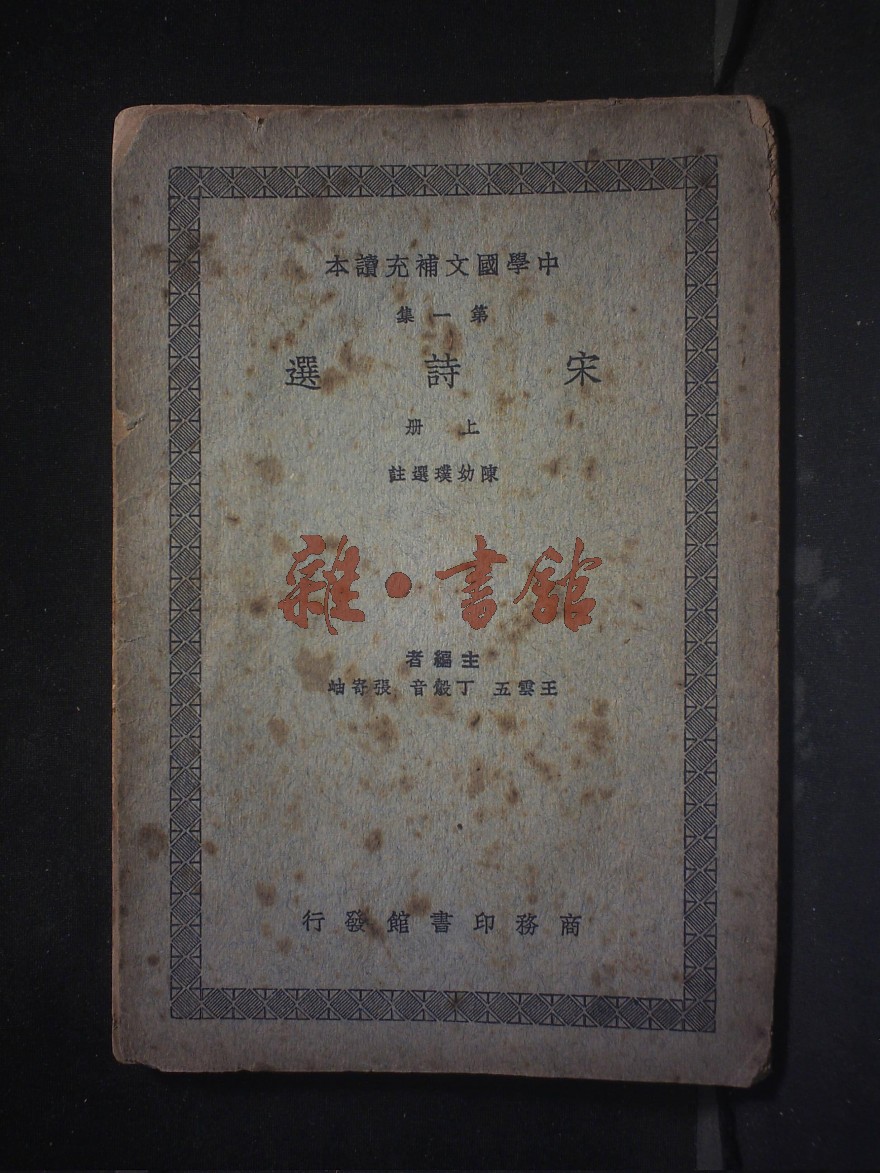 中學國文補充讀本
第一集
宋詩選
上册
陳幼璞選註
雜·書館
主編者
王雲五 丁㲄音 張寄岫
商務印書館發行